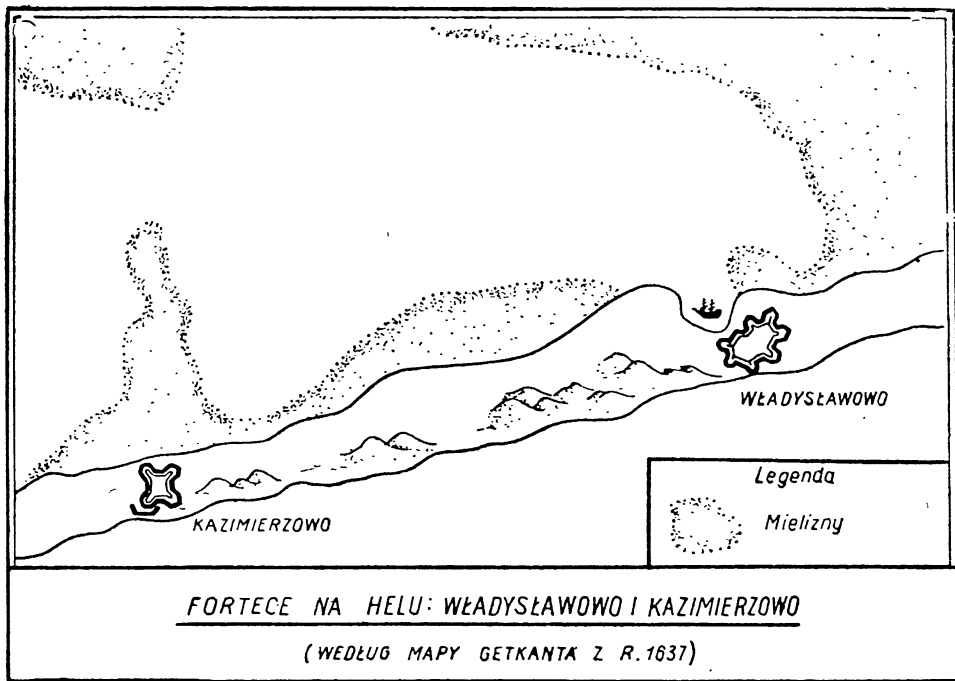 WŁADYSŁAWOWO
KAZIMIERZOWO
Legenda
Mielizny
FORTECE NA HELU: WŁADYSŁAWOWO I KAZIMIERZOWO
(WEDŁUG MAPY GETKANTA Z R. 1637)